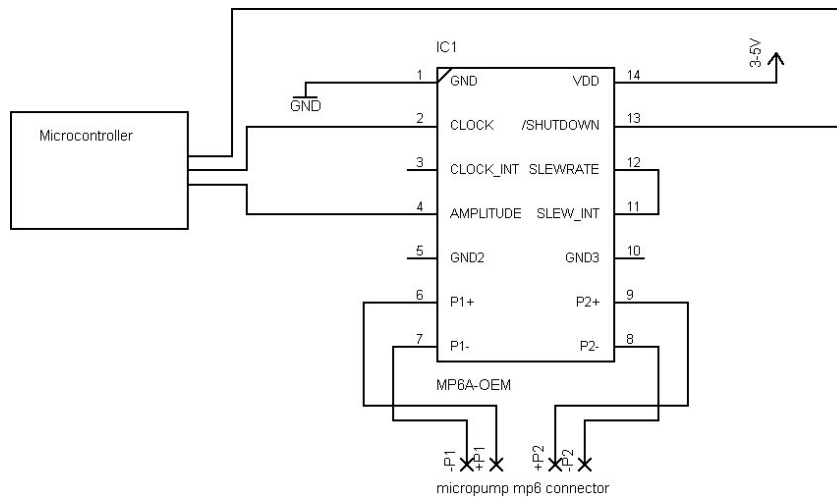 IC1
3-5V
1 GND VDD 14
GND
2 CLOCK /SHUTDOWN 13
Microcontroller
3 CLOCK_INT SLEWRATE 12
4 AMPLITUDE SLEW_INT 11
5 GND2 GND3 10
6 P1+ P2+ 9
7 P1- P2- 8
MP6A-OEM
-P1 +P1 +P2 -P2
micropump mp6 connector